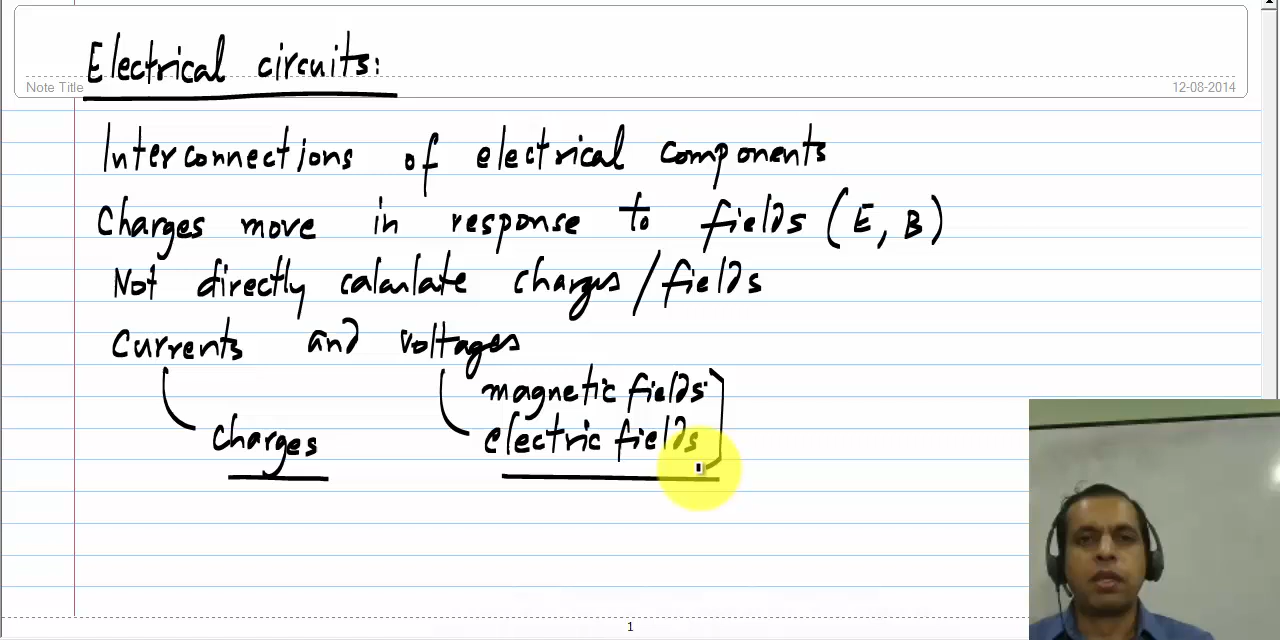 Electrical circuits:
Note Title
12-08-2014
Interconnections of electrical components
Charges move in response to fields (E, B)
Not directly calculate charges/fields
Currents and voltages
magnetic fields
charges electric fields
1